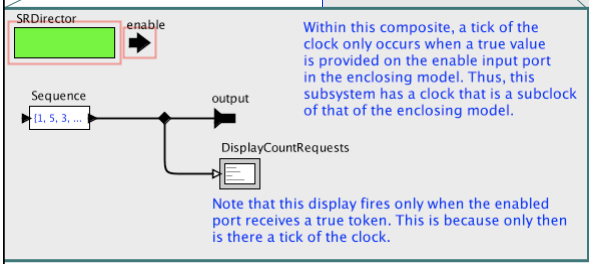 SRDirector
enable
Within this composite, a tick of the
clock only occurs when a true value
is provided on the enable input port
in the enclosing model. Thus, this
subsystem has a clock that is a subclock
of that of the enclosing model.
Sequence
{1, 5, 3, ...
output
DisplayCountRequests
Note that this display fires only when the enabled
port receives a true token. This is because only then
is there a tick of the clock.